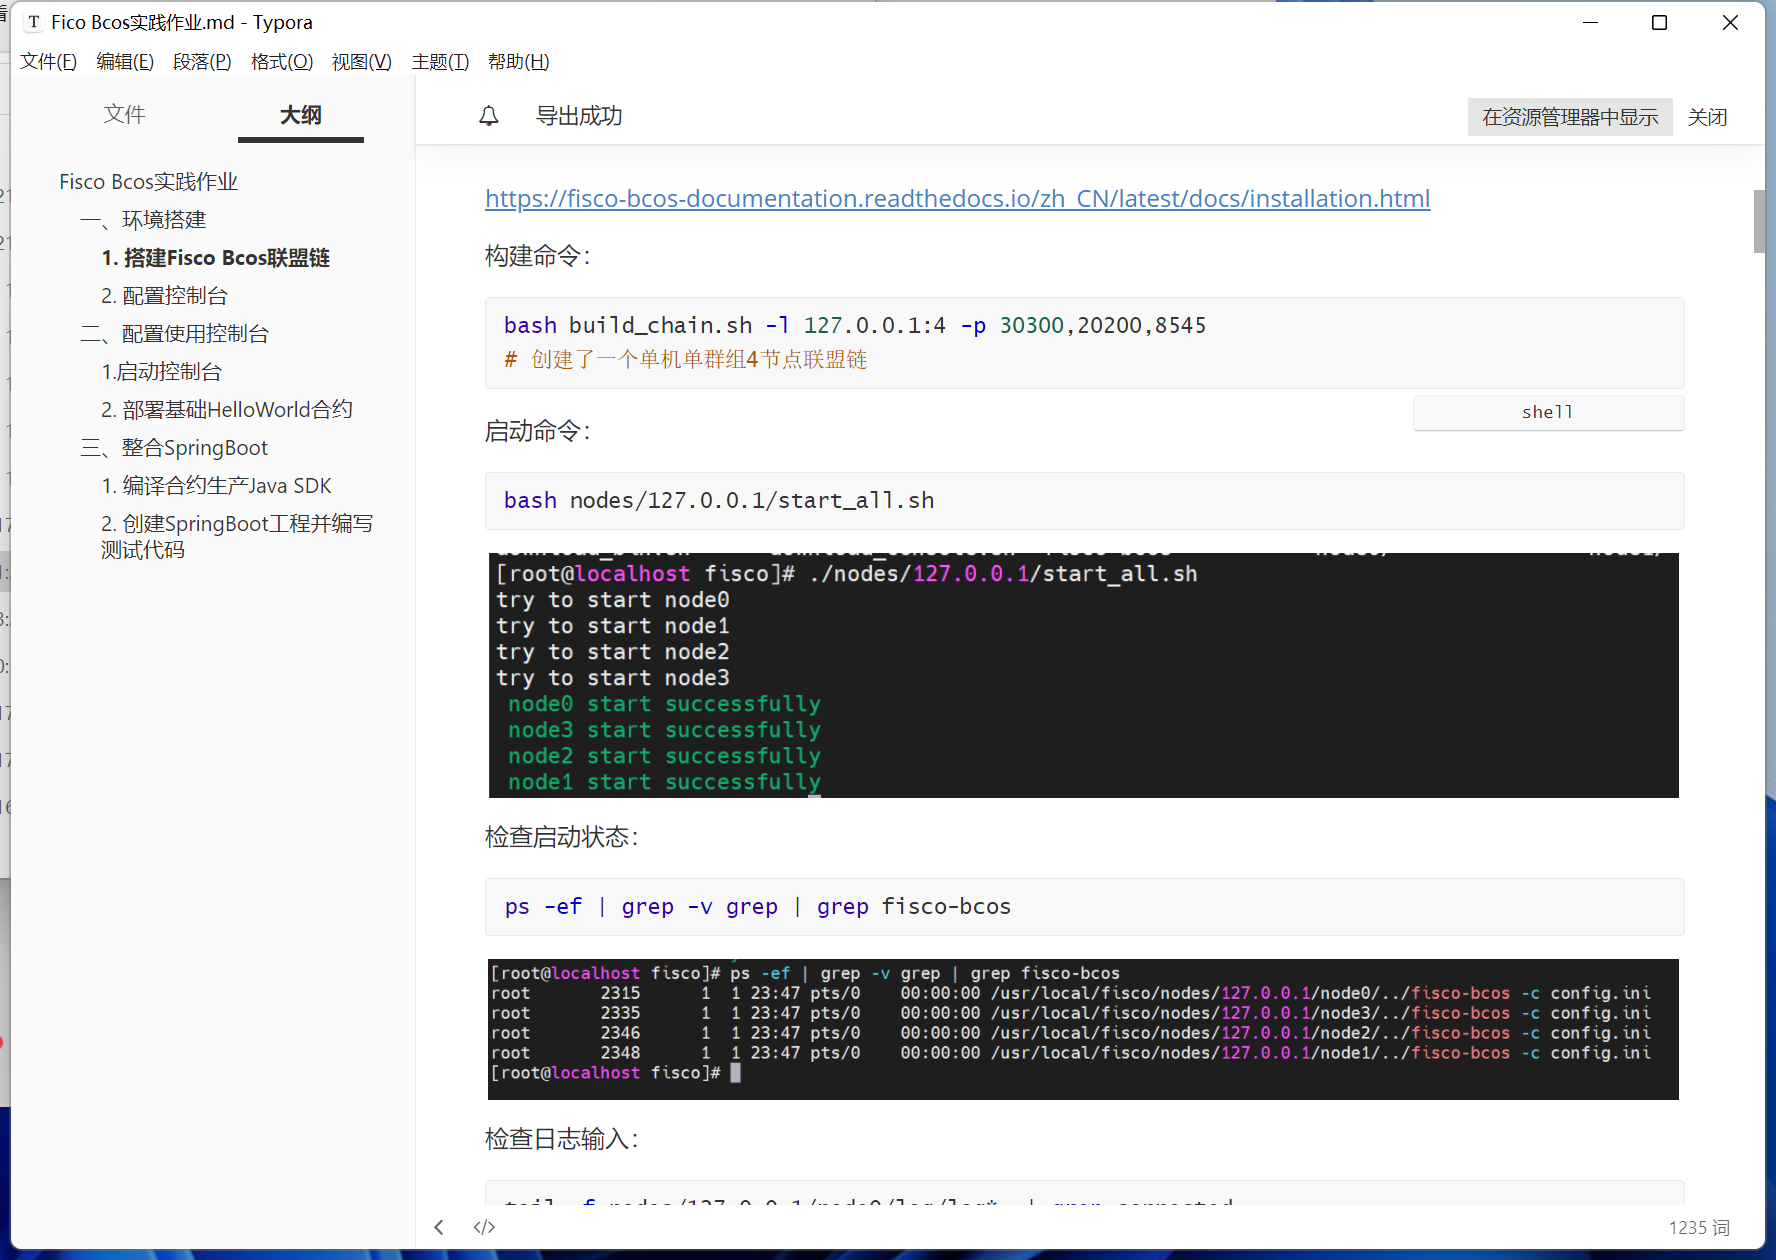 Fico Bcos实践作业.md - Typora
文件(F) 编辑(E) 段落(P) 格式(O) 视图(V) 主题(T) 帮助(H)
文件 大纲
导出成功 在资源管理器中显示 关闭
Fisco Bcos实践作业
一、环境搭建
1. 搭建Fisco Bcos联盟链
2. 配置控制台
二、配置使用控制台
1.启动控制台
2. 部署基础HelloWorld合约
三、整合SpringBoot
1. 编译合约生产Java SDK
2. 创建SpringBoot工程并编写
测试代码
https://fisco-bcos-documentation.readthedocs.io/zh_CN/latest/docs/installation.html
构建命令：
bash build_chain.sh -l 127.0.0.1:4 -p 30300,20200,8545
# 创建了一个单机单群组4节点联盟链
shell
启动命令：
bash nodes/127.0.0.1/start_all.sh
[root@localhost fisco]# ./nodes/127.0.0.1/start_all.sh
try to start node0
try to start node1
try to start node2
try to start node3
node0 start successfully
node3 start successfully
node2 start successfully
node1 start successfully
检查启动状态：
ps -ef | grep -v grep | grep fisco-bcos
[root@localhost fisco]# ps -ef | grep -v grep | grep fisco-bcos
root 2315 1 1 23:47 pts/0 00:00:00 /usr/local/fisco/nodes/127.0.0.1/node0/../fisco-bcos -c config.ini
root 2335 1 1 23:47 pts/0 00:00:00 /usr/local/fisco/nodes/127.0.0.1/node3/../fisco-bcos -c config.ini
root 2346 1 1 23:47 pts/0 00:00:00 /usr/local/fisco/nodes/127.0.0.1/node2/../fisco-bcos -c config.ini
root 2348 1 1 23:47 pts/0 00:00:00 /usr/local/fisco/nodes/127.0.0.1/node1/../fisco-bcos -c config.ini
[root@localhost fisco]#
检查日志输入：
tail -f nodes/127.0.0.1/node0/log/log* | grep connected
1235 词